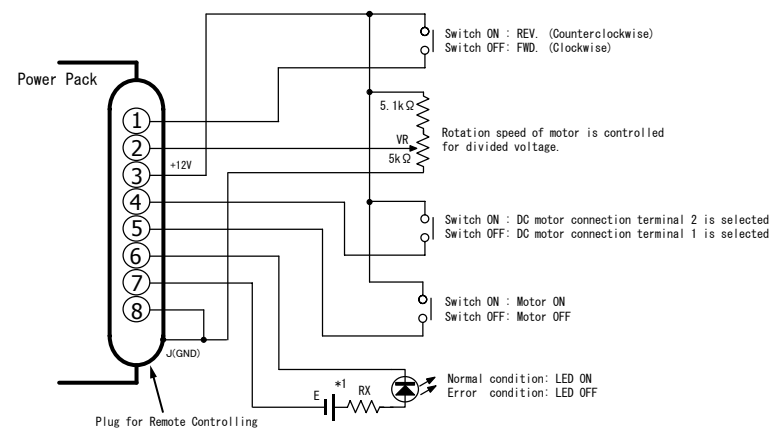 Switch ON : REV. (Counterclockwise)
Switch OFF: FWD. (Clockwise)
Power Pack
5.1kΩ
1
VR
Rotation speed of motor is controlled
for divided voltage.
2
5kΩ
+12V
3
4
Switch ON : DC motor connection terminal 2 is selected
Switch OFF: DC motor connection terminal 1 is selected
5
6
7
Switch ON : Motor ON
Switch OFF: Motor OFF
8
J(GND)
Normal condition: LED ON
Error condition: LED OFF
E
*1
RX
Plug for Remote Controlling